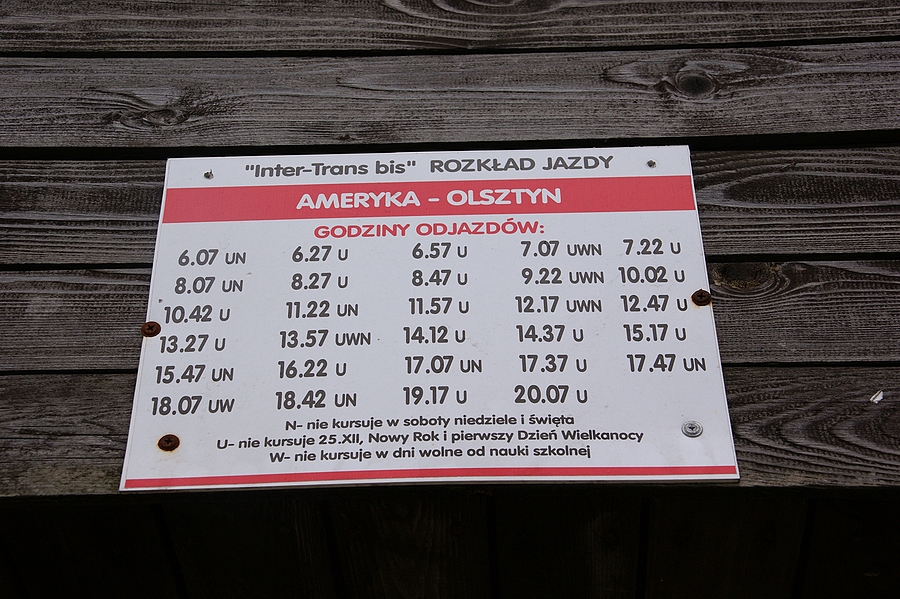 "Inter-Trans bis" ROZKŁAD JAZDY
AMERYKA - OLSZTYN
GODZINY ODJAZDÓW:
6.07 UN 6.27 U 6.57 U 7.07 UWN 7.22 U
8.07 UN 8.27 U 8.47 U 9.22 UWN 10.02 U
10.42 U 11.22 UN 11.57 U 12.17 UWN 12.47 U
13.27 U 13.57 UWN 14.12 U 14.37 U 15.17 U
15.47 UN 16.22 U 17.07 UN 17.37 U 17.47 UN
18.07 UW 18.42 UN 19.17 U 20.07 U
N- nie kursuje w soboty niedziele i święta
U- nie kursuje 25.XII, Nowy Rok i pierwszy Dzień Wielkanocy
W- nie kursuje w dni wolne od nauki szkolnej